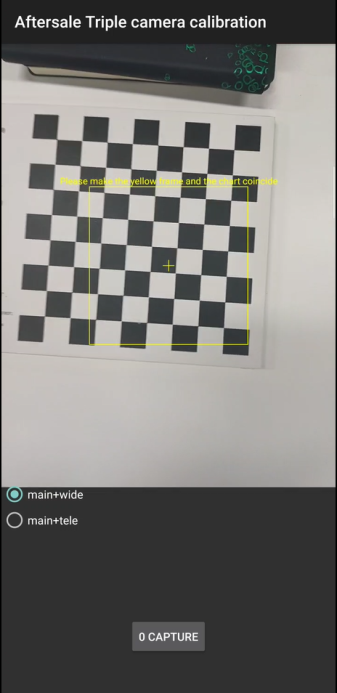 Aftersale Triple camera calibration
Please make the yellow frame and the chart coincide
main+wide
main+tele
0 CAPTURE